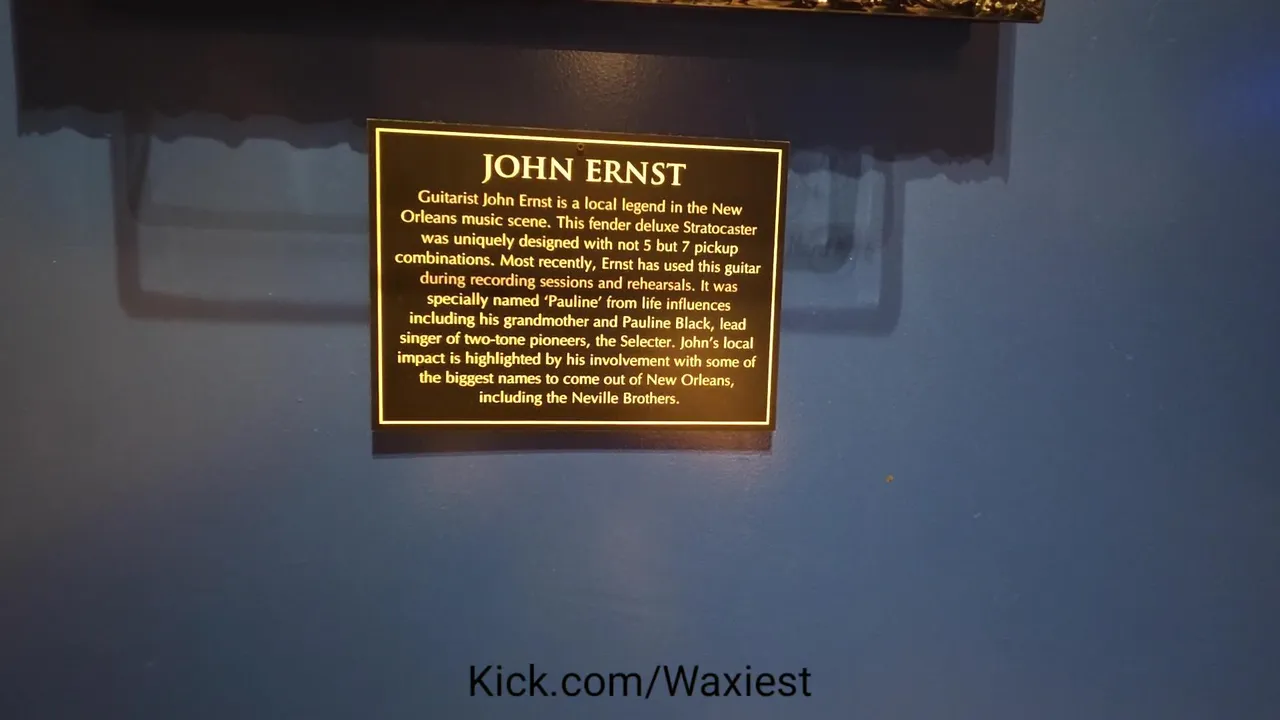 JOHN ERNST
Guitarist John Ernst is a local legend in the New
Orleans music scene. This fender deluxe Stratocaster
was uniquely designed with not 5 but 7 pickup
combinations. Most recently, Ernst has used this guitar
during recording sessions and rehearsals. It was
specially named ‘Pauline’ from life influences
including his grandmother and Pauline Black, lead
singer of two-tone pioneers, the Selecter. John’s local
impact is highlighted by his involvement with some of
the biggest names to come out of New Orleans,
including the Neville Brothers.
Kick.com/Waxiest